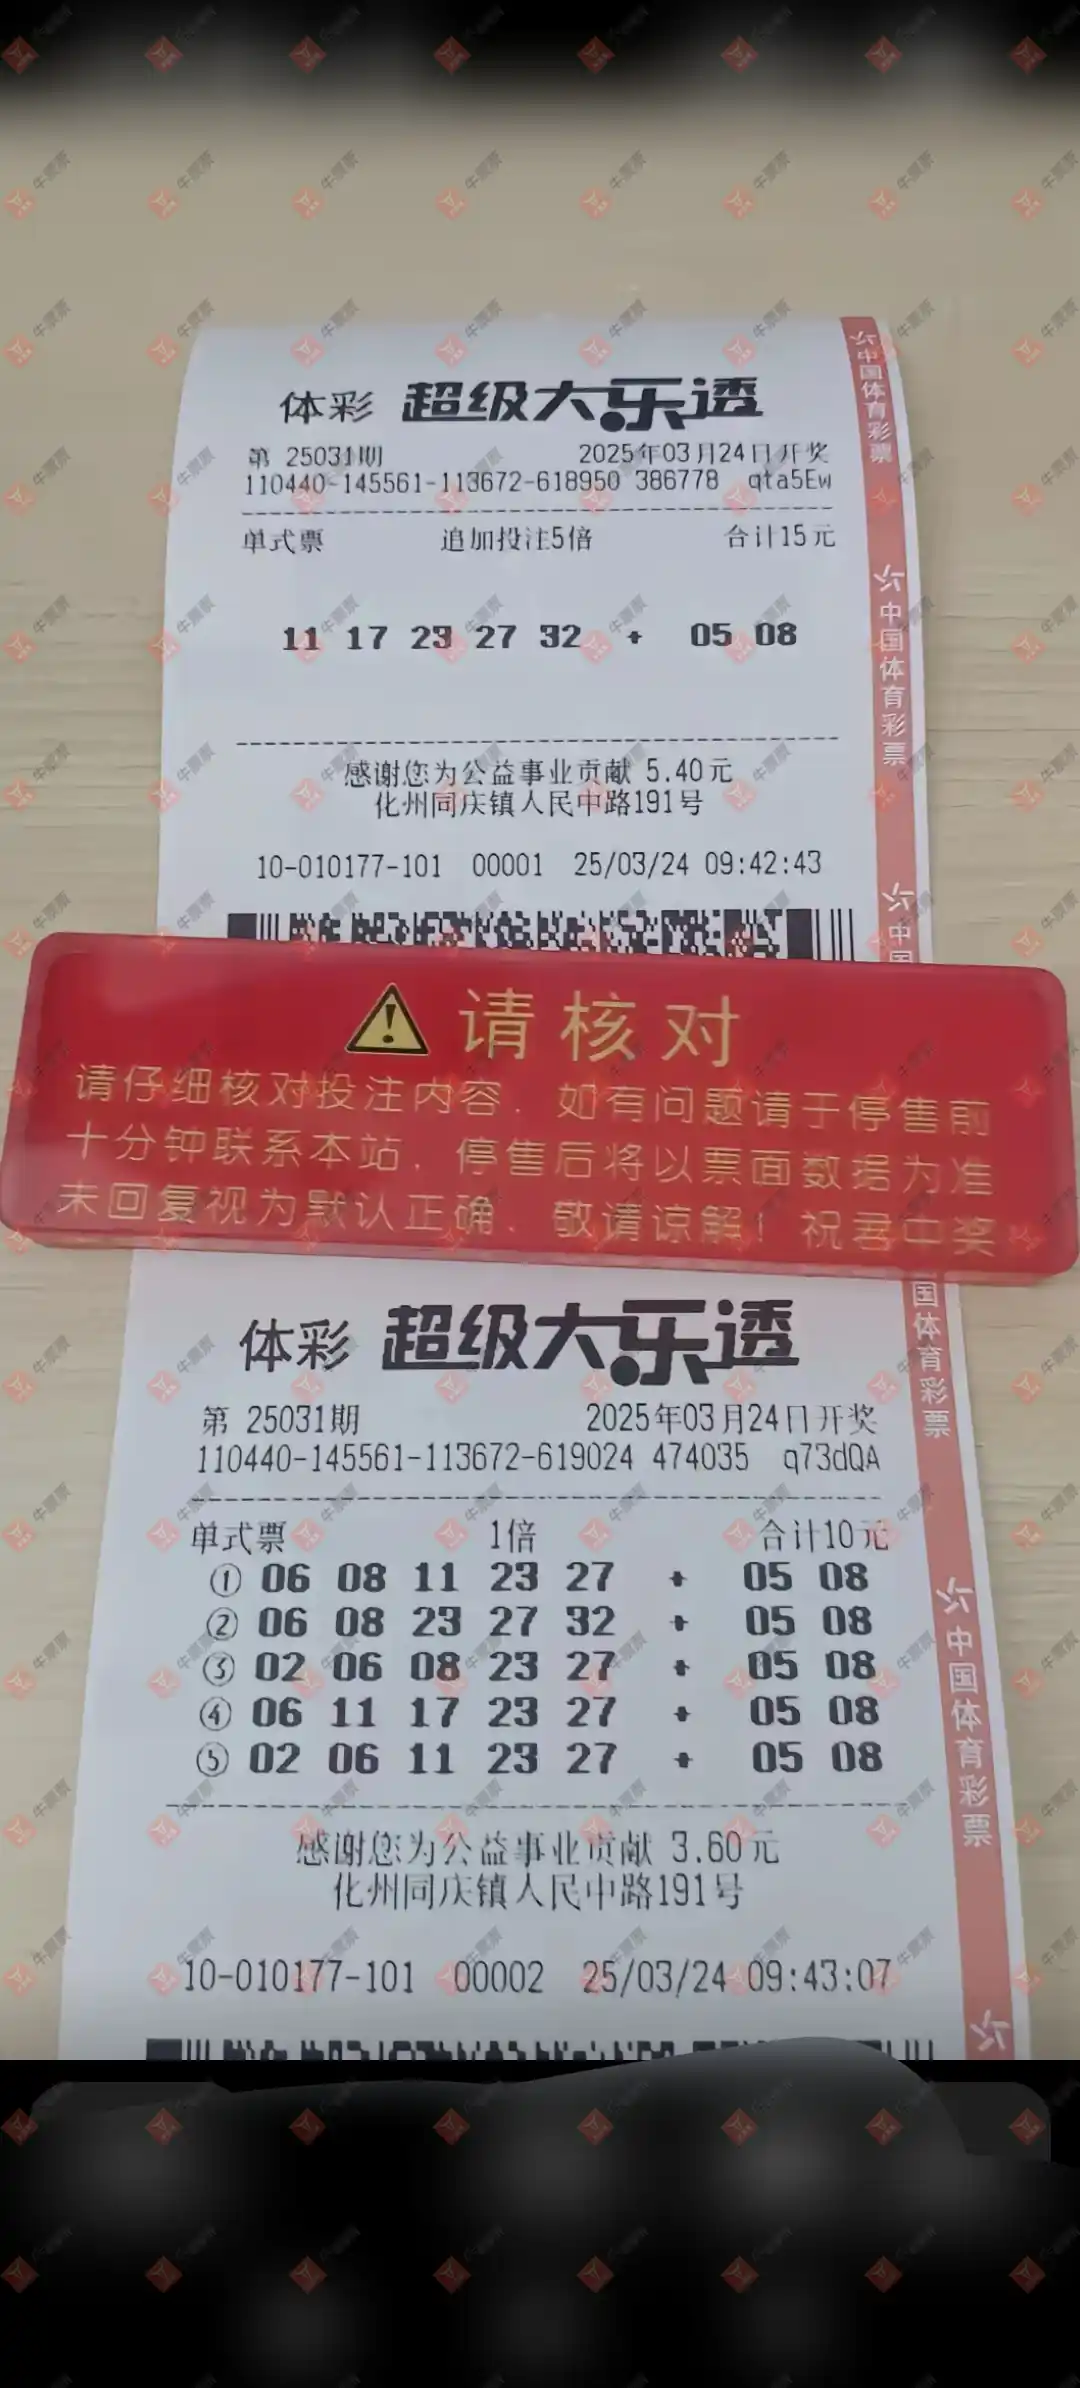 体彩 超级大乐透
第 25031期 2025年03月24日开奖
110440-145561-113672-618950 386778 qta5Ew
单式票 追加投注5倍 合计15元
11 17 23 27 32 + 05 08
感谢您为公益事业贡献 5.40元
化州同庆镇人民中路191号
10-010177-101 00001 25/03/24 09:42:43
中国体育彩票
中国体育彩票
中国
请核对
请仔细核对投注内容．如有问题请于停售前
十分钟联系本站．停售后将以票面数据为准
未回复视为默认正确．敬请谅解！祝君中奖
体彩 超级大乐透
第 25031期 2025年03月24日开奖
110440-145561-113672-619024 474035 q73dQA
单式票 1倍 合计10元
① 06 08 11 23 27 + 05 08
② 06 08 23 27 32 + 05 08
③ 02 06 08 23 27 + 05 08
④ 06 11 17 23 27 + 05 08
⑤ 02 06 11 23 27 + 05 08
感谢您为公益事业贡献 3.60元
化州同庆镇人民中路191号
10-010177-101 00002 25/03/24 09:43:07
国体育彩票
中国体育彩票
牛票票